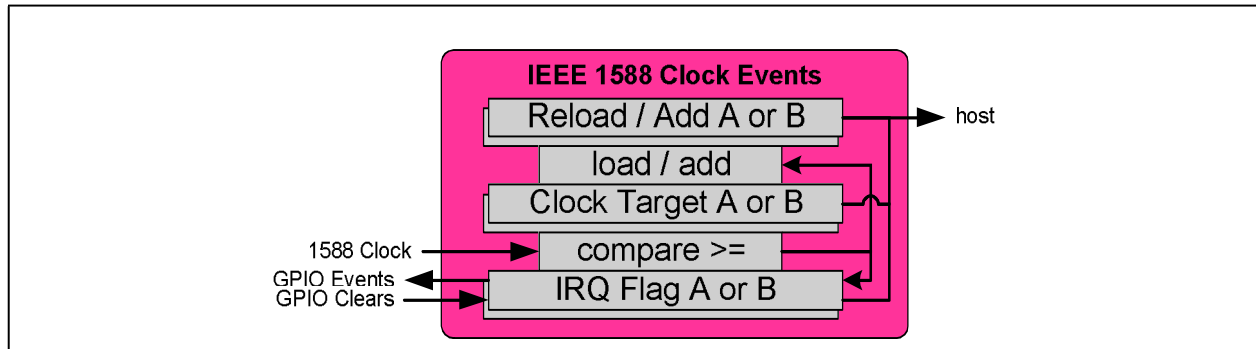 IEEE 1588 Clock Events
Reload / Add A or B
host
load / add
Clock Target A or B
1588 Clock
compare >=
GPIO Events
GPIO Clears
IRQ Flag A or B